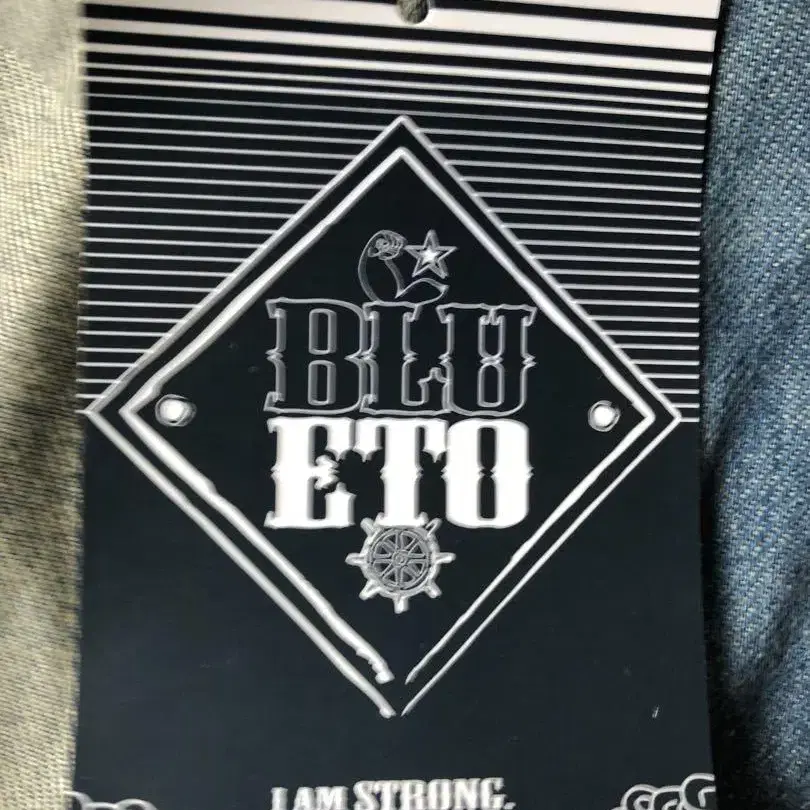 BLU
ETO
I AM STRONG,